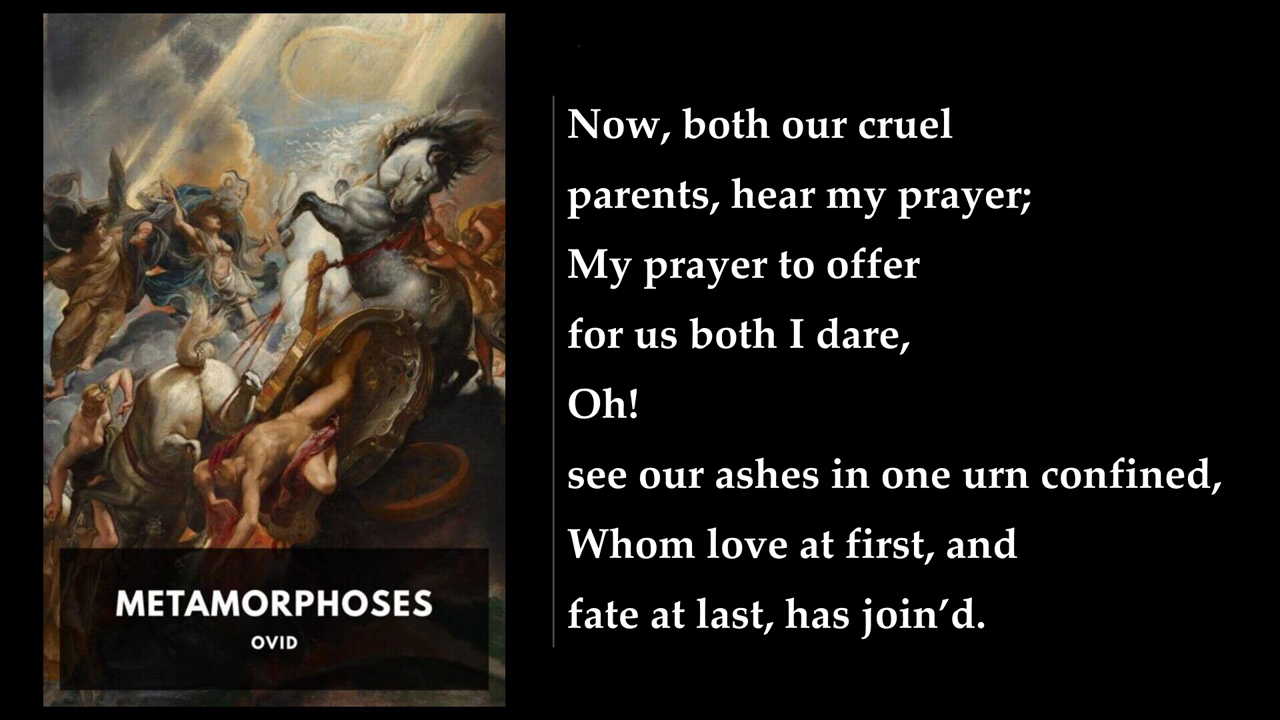 METAMORPHOSES
OVID
Now, both our cruel
parents, hear my prayer;
My prayer to offer
for us both I dare,
Oh!
see our ashes in one urn confined,
Whom love at first, and
fate at last, has join’d.